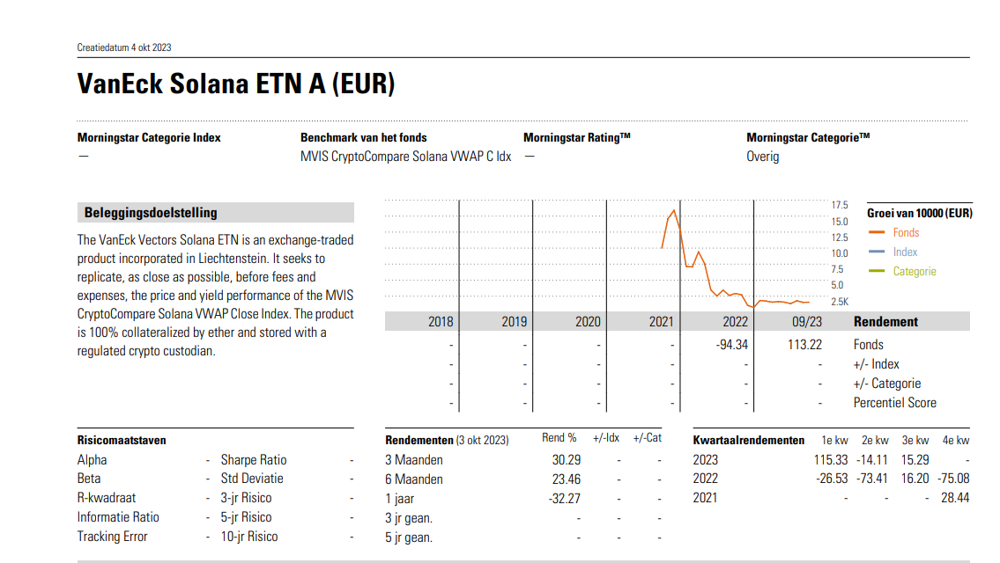 Creatiedatum 4 okt 2023
VanEck Solana ETN A (EUR)
Morningstar Categorie Index
Benchmark van het fonds
Morningstar Rating™
Morningstar Categorie™
—
MVIS CryptoCompare Solana VWAP C Idx
—
Overig
Beleggingsdoelstelling
The VanEck Vectors Solana ETN is an exchange-traded
product incorporated in Liechtenstein. It seeks to
replicate, as close as possible, before fees and
expenses, the price and yield performance of the MVIS
CryptoCompare Solana VWAP Close Index. The product
is 100% collateralized by ether and stored with a
regulated crypto custodian.
17.5
15.0
12.5
10.0
7.5
5.0
2.5K
Groei van 10000 (EUR)
Fonds
Index
Categorie
2018 2019 2020 2021 2022 09/23 Rendement
- - - - -94.34 113.22 Fonds
- - - - - - +/- Index
- - - - - - +/- Categorie
- - - - - - Percentiel Score
Risicomaatstaven
Alpha - Sharpe Ratio -
Beta - Std Deviatie -
R-kwadraat - 3-jr Risico -
Informatie Ratio - 5-jr Risico -
Tracking Error - 10-jr Risico -
Rendementen (3 okt 2023) Rend % +/-Idx +/-Cat
3 Maanden 30.29 - -
6 Maanden 23.46 - -
1 jaar -32.27 - -
3 jr gean. - - -
5 jr gean. - - -
Kwartaalrendementen 1e kw 2e kw 3e kw 4e kw
2023 115.33 -14.11 15.29 -
2022 -26.53 -73.41 16.20 -75.08
2021 - - - 28.44